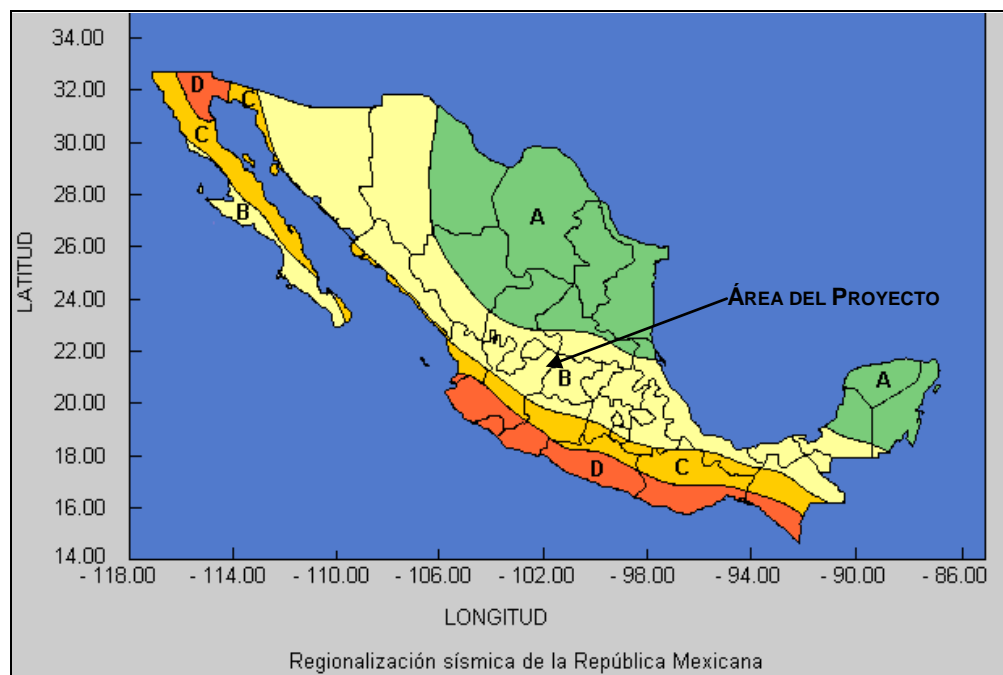 34.00
32.00
30.00
28.00
26.00
24.00
22.00
20.00
18.00
16.00
14.00
LATITUD
D
C
C
B
A
ÁREA DEL PROYECTO
B
A
D
C
- 118.00 - 114.00 - 110.00 - 106.00 - 102.00 - 98.00 - 94.00 - 90.00 - 86.00
LONGITUD
Regionalización sísmica de la República Mexicana